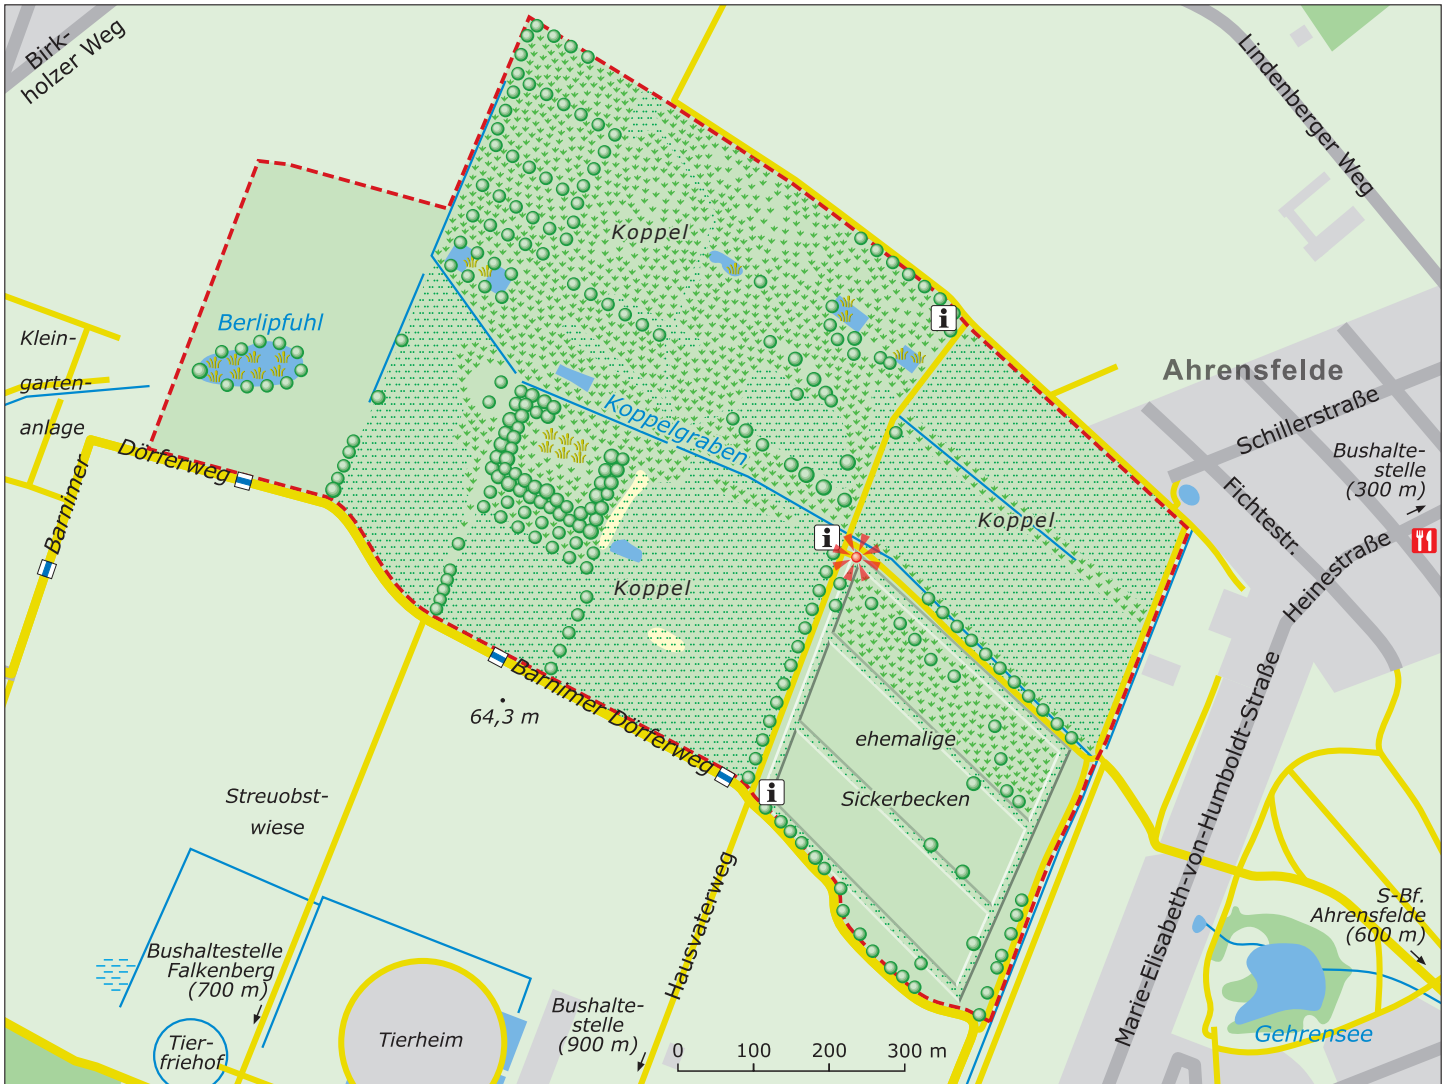 Birk-
holzer Weg
Lindenberger Weg
Koppel
i
Berlipfuhl
Klein-
garten-
anlage
Ahrensfelde
Schillerstraße
Bushalte-
stelle
(300 m)
Koppelgraben
Dörferweg
Barnimer
Fichtestr.
Koppel
i
Heinestraße
Koppel
Barnimer Dörferweg
64,3 m
ehemalige
Sickerbecken
i
Streuobst-
wiese
Marie-Elisabeth-von-Humboldt-Straße
Hausvaterweg
S-Bf.
Ahrensfelde
(600 m)
Bushaltestelle
Falkenberg
(700 m)
Bushalte-
stelle
(900 m)
Tier-
friehof
Tierheim
Gehrensee
0 100 200 300 m